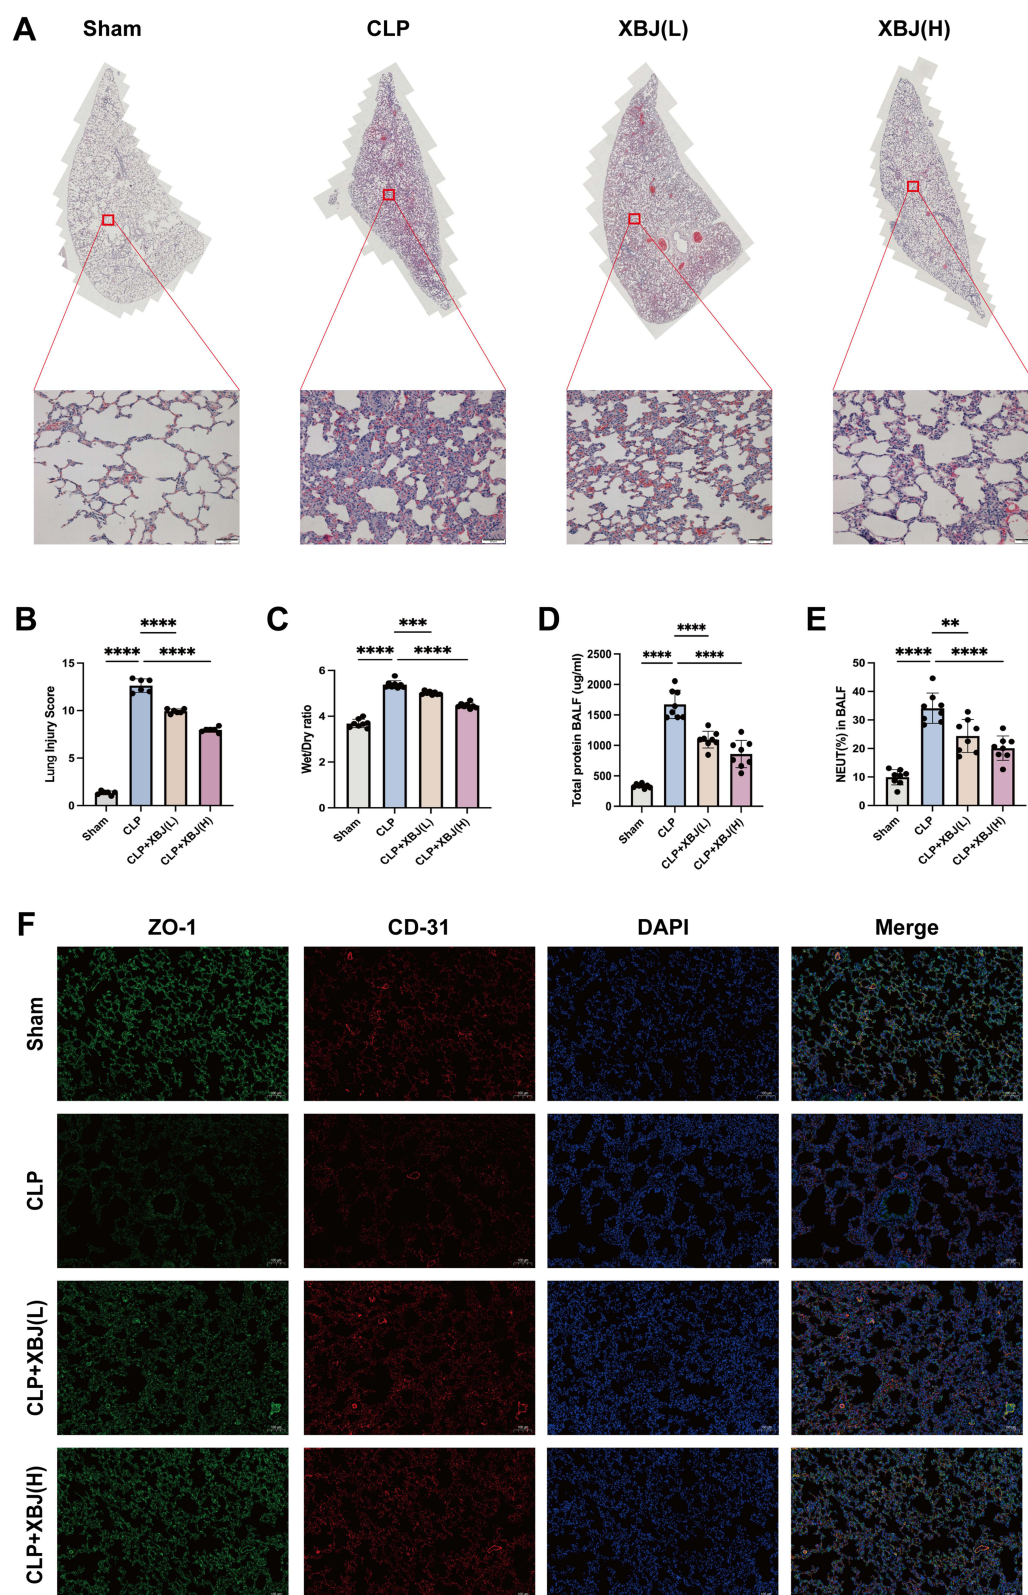 A
Sham CLP XBJ(L) XBJ(H)
B
**** 
**** ****
Lung Injury Score
15
10
5
0
Sham
CLP
CLP+XBJ(L)
CLP+XBJ(H)
C
***
**** ****
Wet/Dry ratio
6
4
2
0
Sham
CLP
CLP+XBJ(L)
CLP+XBJ(H)
D
****
**** ****
Total protein BALF (ug/ml)
2500
2000
1500
1000
500
0
Sham
CLP
CLP+XBJ(L)
CLP+XBJ(H)
E
**
**** ****
NEUT(%) in BALF
50
40
30
20
10
0
Sham
CLP
CLP+XBJ(L)
CLP+XBJ(H)
F
ZO-1 CD-31 DAPI Merge
Sham
CLP
CLP+XBJ(L)
CLP+XBJ(H)